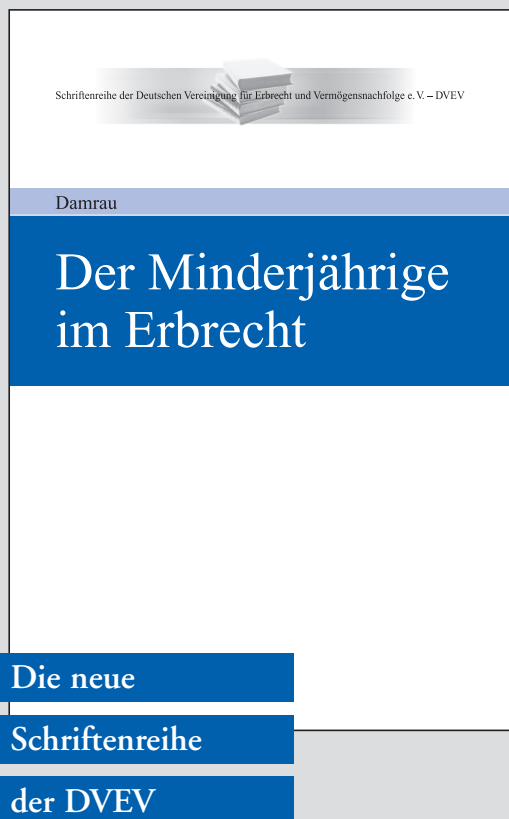 Schriftenreihe der Deutschen Vereinigung für Erbrecht und Vermögensnachfolge e. V. – DVEV
Damrau
Der Minderjährige
im Erbrecht
Die neue
Schriftenreihe
der DVEV